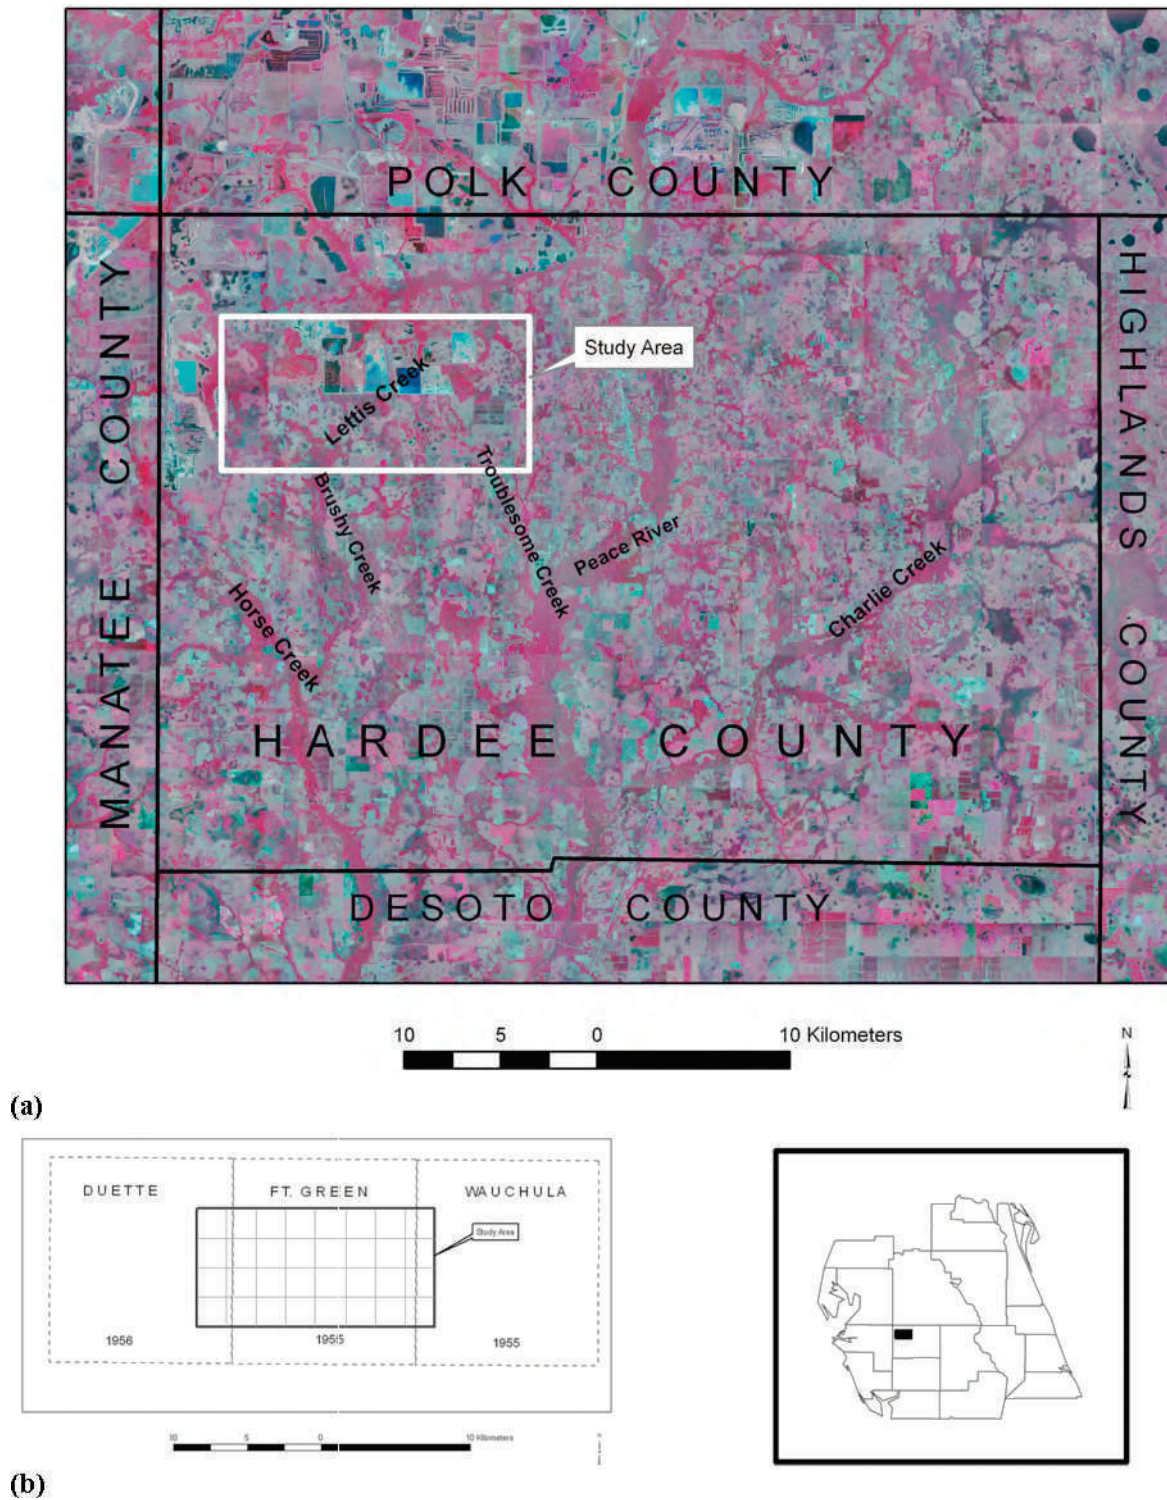 POLK COUNTY
Study Area
MANATEE COUNTY
HIGHLANDS COUNTY
Lettis Creek
Brushy Creek
Troublesome Creek
Peace River
Horse Creek
Charlie Creek
HARDEE COUNTY
DESOTO COUNTY
10 5 0 10 Kilometers
N
(a)
DUETTE FT. GREEN WAUCHULA
Study Area
1956 1955 1955
10 5 0 10 Kilometers
(b)